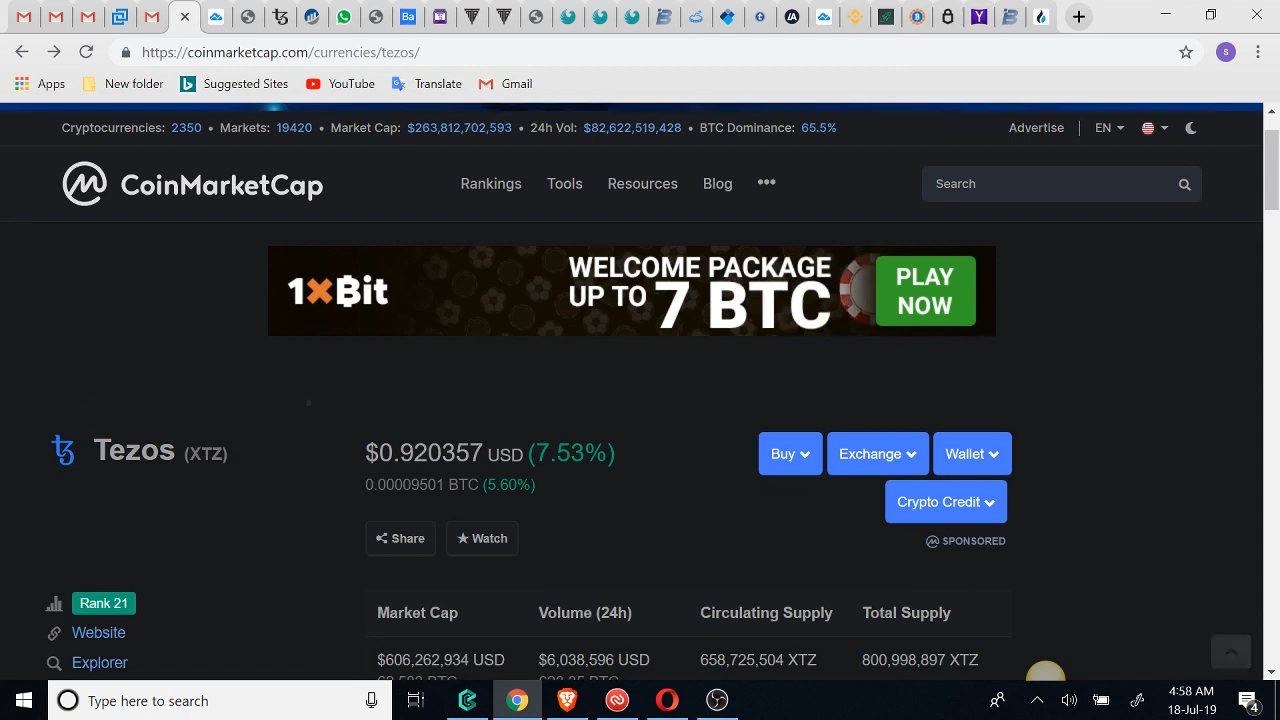 https://coinmarketcap.com/currencies/tezos/
S
Apps New folder Suggested Sites YouTube Translate Gmail
Cryptocurrencies: 2350 • Markets: 19420 • Market Cap: $263,812,702,593 • 24h Vol: $82,622,519,428 • BTC Dominance: 65.5%
Advertise EN
CoinMarketCap
Rankings Tools Resources Blog •••
Search
1×Bit
WELCOME PACKAGE
UP TO 7 BTC
PLAY
NOW
Tezos (XTZ)
$0.920357 USD (7.53%)
0.00009501 BTC (5.60%)
Buy Exchange Wallet
Crypto Credit
SPONSORED
Share Watch
Rank 21
Website
Explorer
Market Cap Volume (24h) Circulating Supply Total Supply
$606,262,934 USD $6,038,596 USD 658,725,504 XTZ 800,998,897 XTZ
Type here to search
4:58 AM
18-Jul-19
4